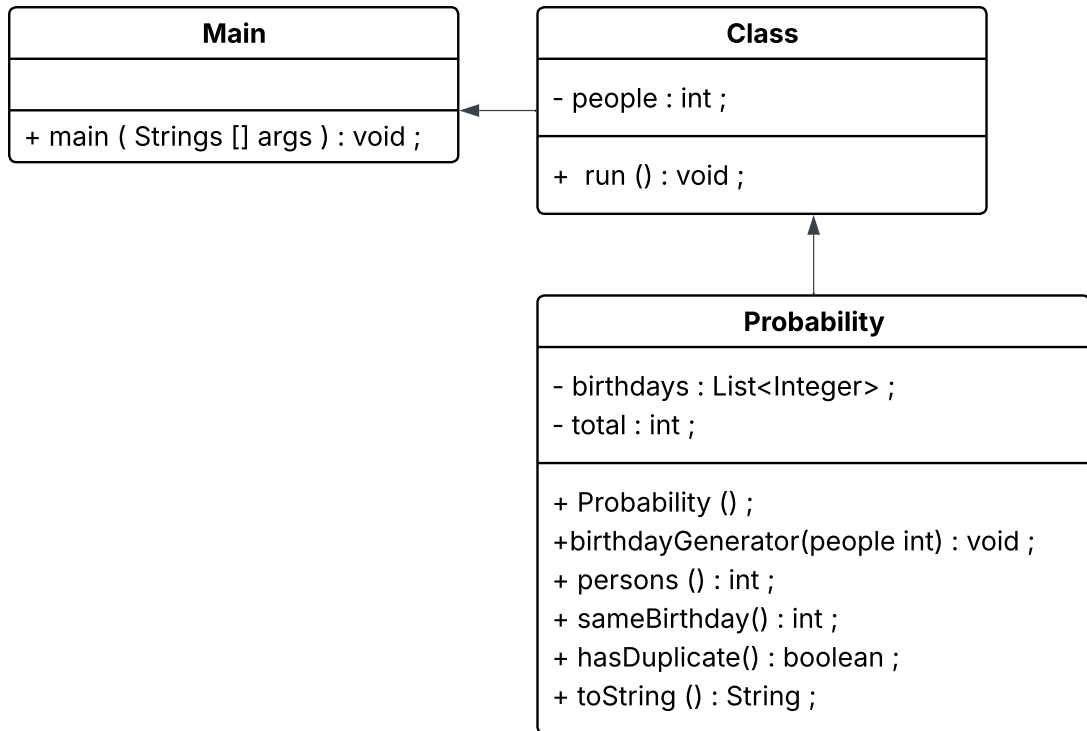 Main
+ main ( Strings [] args ) : void ;
Class
- people : int ;
+  run () : void ;
Probability
- birthdays : List<Integer> ;
- total : int ;
+ Probability () ;
+birthdayGenerator(people int) : void ;
+ persons () : int ;
+ sameBirthday() : int ;
+ hasDuplicate() : boolean ;
+ toString () : String ;